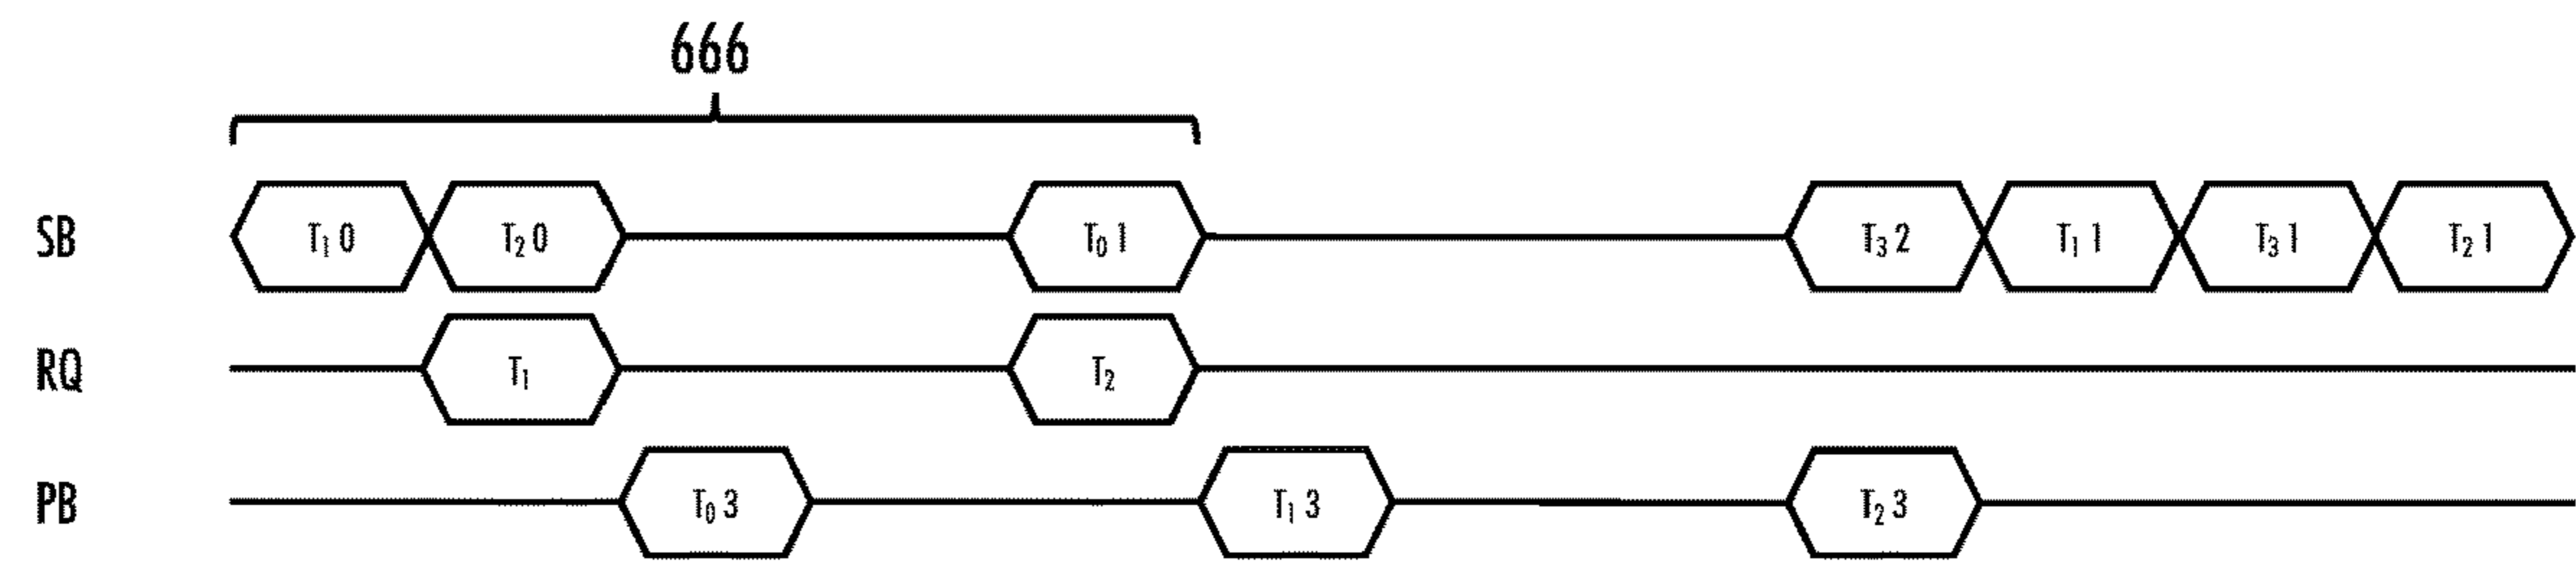 666
SB T₁ 0 T₂ 0 T₀ 1 T₃ 2 T₁ 1 T₃ 1 T₂ 1
RQ T₁ T₂
PB T₀ 3 T₁ 3 T₂ 3